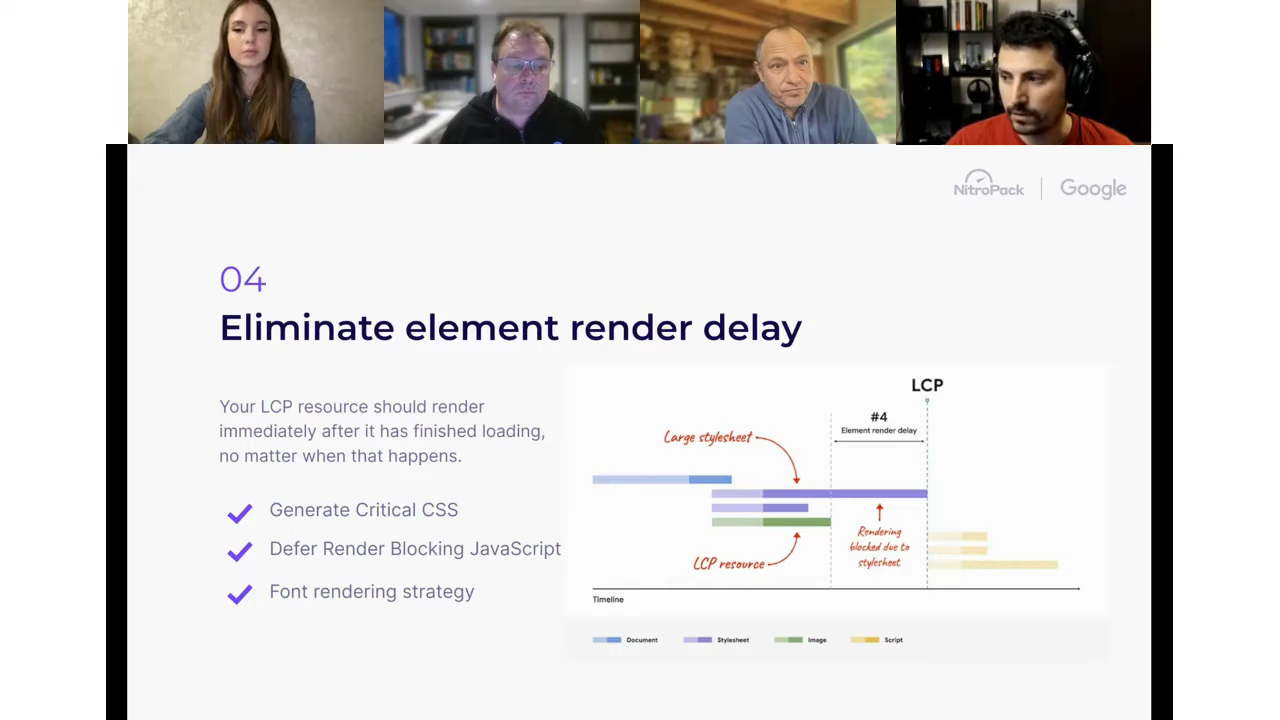 NitroPack | Google
04
Eliminate element render delay
Your LCP resource should render
immediately after it has finished loading,
no matter when that happens.
Generate Critical CSS
Defer Render Blocking JavaScript
Font rendering strategy
LCP
#4
Element render delay
Large stylesheet
Rendering
blocked due to
stylesheet
LCP resource
Timeline
Document
Stylesheet
Image
Script